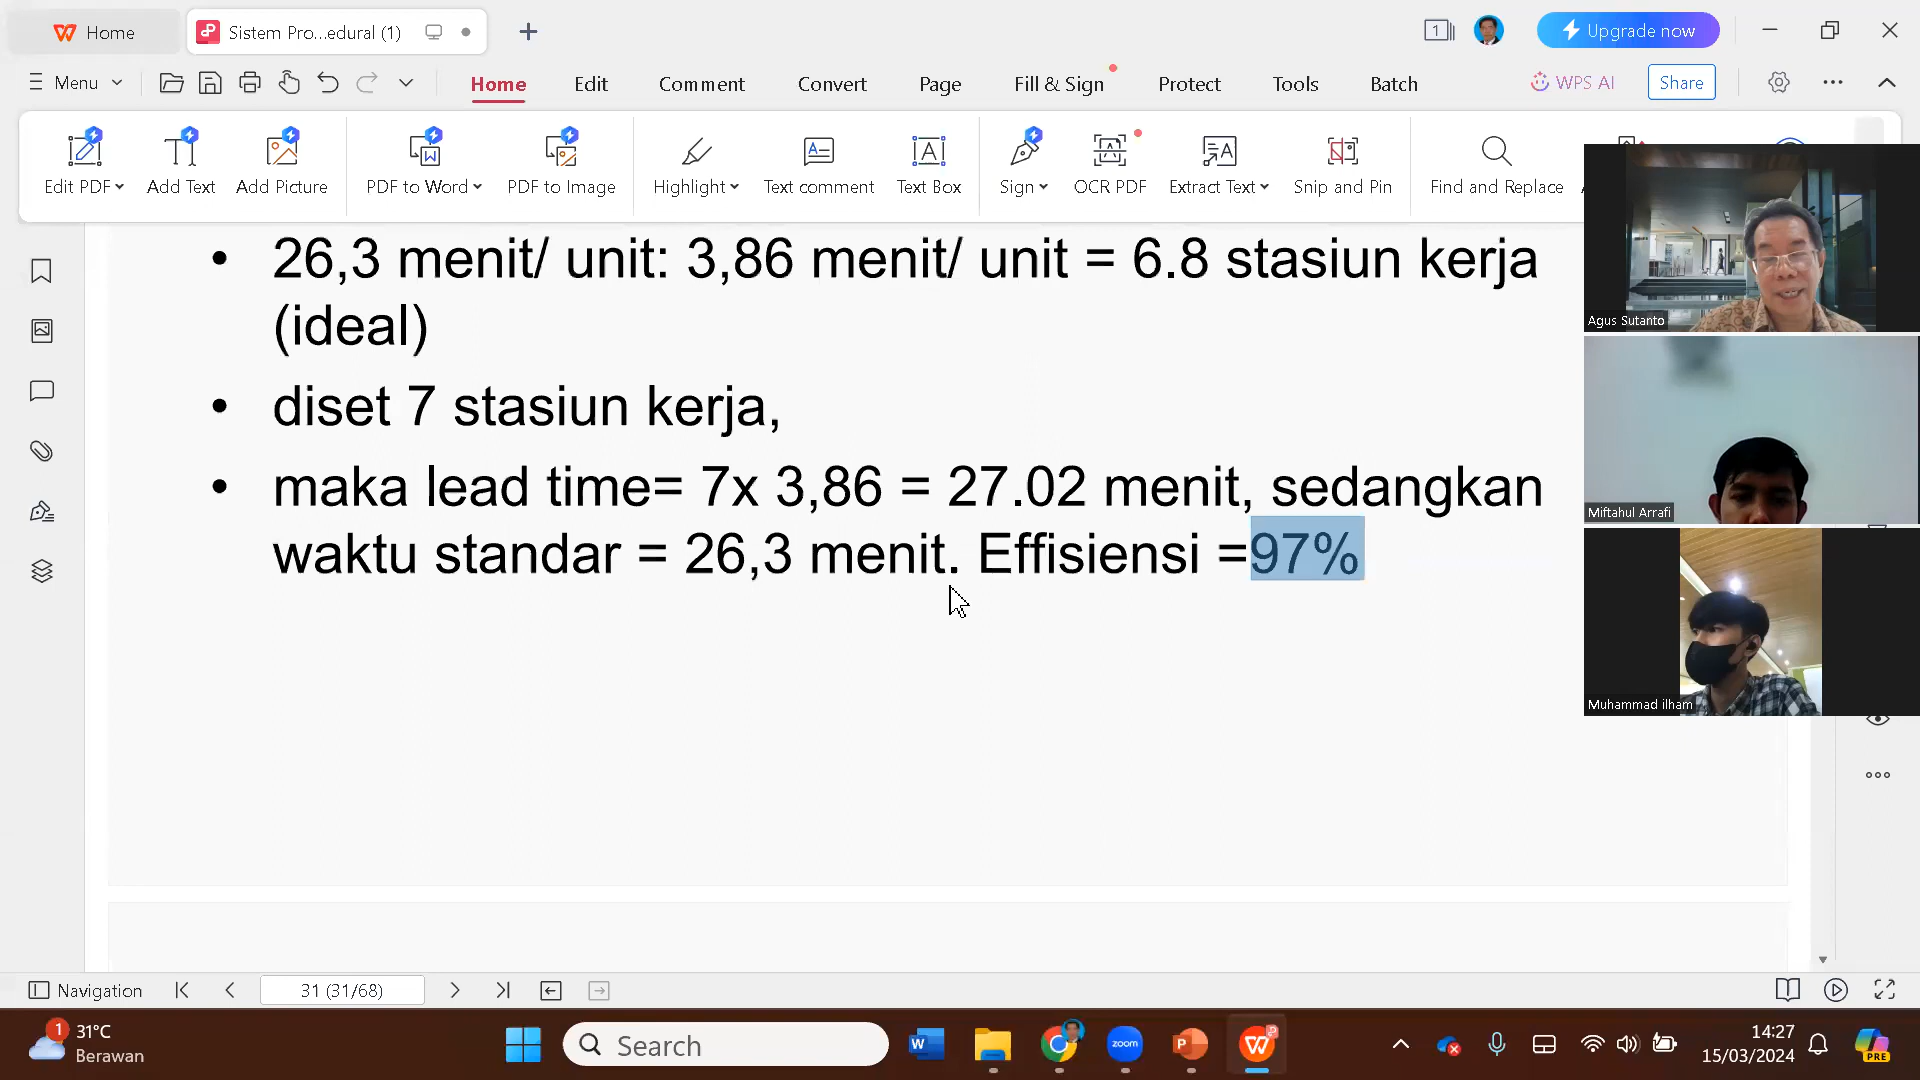 Home
Sistem Pro...edural (1)
1
Upgrade now
Menu
Home
Edit
Comment
Convert
Page
Fill & Sign
Protect
Tools
Batch
WPS AI
Share
Edit PDF
Add Text
Add Picture
PDF to Word
PDF to Image
Highlight
Text comment
Text Box
Sign
OCR PDF
Extract Text
Snip and Pin
Find and Replace
• 26,3 menit/ unit: 3,86 menit/ unit = 6.8 stasiun kerja
(ideal)
• diset 7 stasiun kerja,
• maka lead time= 7x 3,86 = 27.02 menit, sedangkan
waktu standar = 26,3 menit. Effisiensi =97%
Agus Sutanto
Miftahul Arrafi
Muhammad ilham
Navigation
31 (31/68)
1
31°C
Berawan
Search
zoom
14:27
15/03/2024
PRE